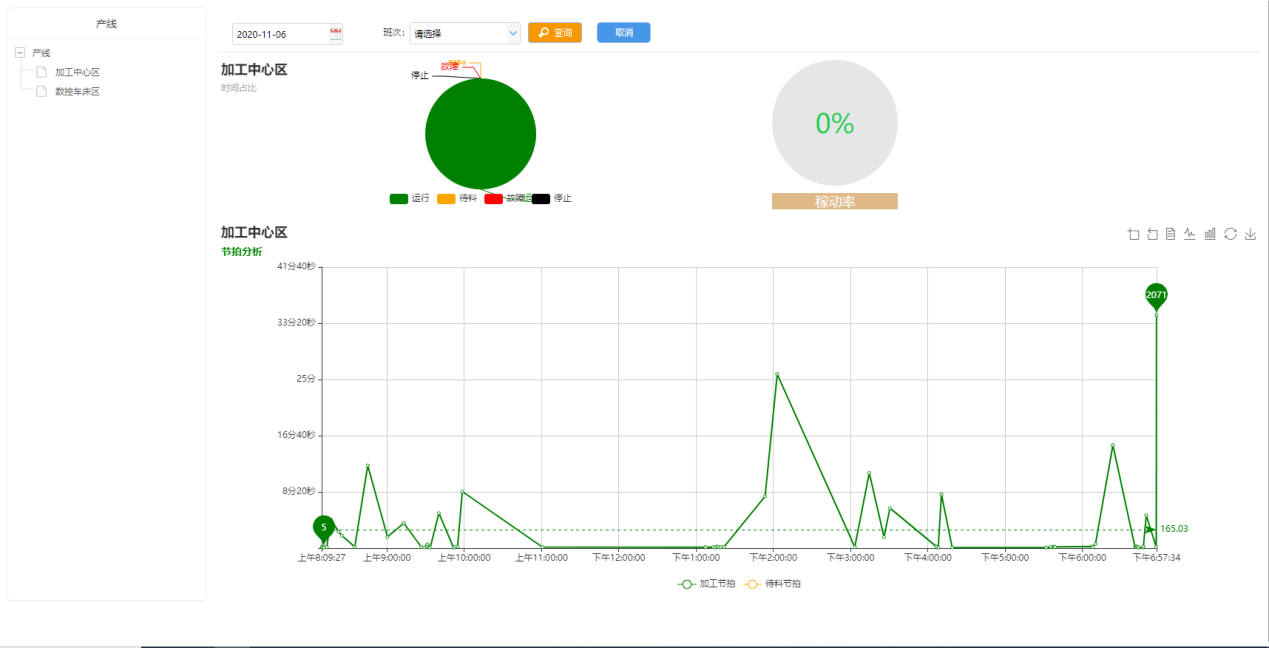 产线
产线
加工中心区
数控车床区
2020-11-06 班次: 请选择 查询 取消
加工中心区
时间占比
故障
停止
运行 待料 故障 停止
0%
稼动率
加工中心区
节拍分析
41分40秒
33分20秒
25分
16分40秒
8分20秒
2071
5
165.03
上午8:09:27 上午9:00:00 上午10:00:00 上午11:00:00 下午12:00:00 下午1:00:00 下午2:00:00 下午3:00:00 下午4:00:00 下午5:00:00 下午6:00:00 下午6:57:34
加工节拍 待料节拍